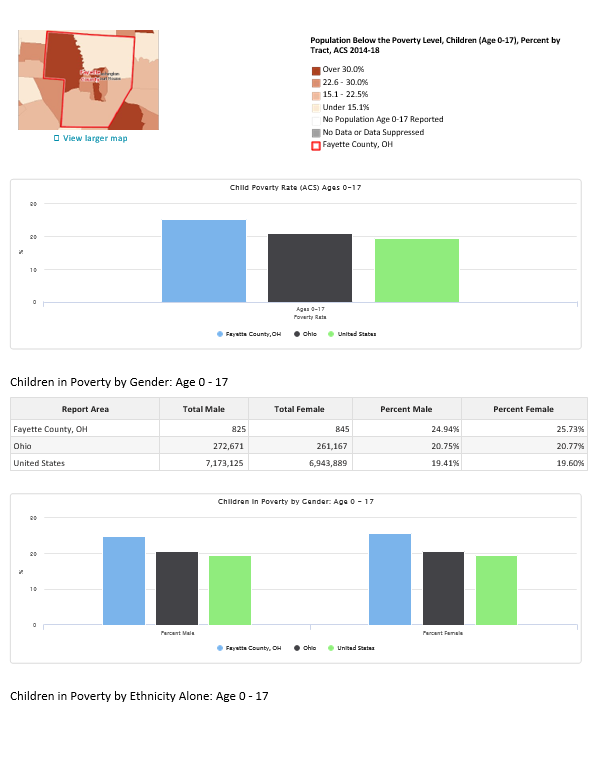 Population Below the Poverty Level, Children (Age 0-17), Percent by
Tract, ACS 2014-18
Over 30.0%
22.6 - 30.0%
15.1 - 22.5%
Under 15.1%
No Population Age 0-17 Reported
No Data or Data Suppressed
Fayette County, OH
View larger map
Child Poverty Rate (ACS) Ages 0-17
%
30
20
10
0
Ages 0-17
Poverty Rate
Fayette County, OH Ohio United States
Children in Poverty by Gender: Age 0 - 17
Report Area Total Male Total Female Percent Male Percent Female
Fayette County, OH 825 845 24.94% 25.73%
Ohio 272,671 261,167 20.75% 20.77%
United States 7,173,125 6,943,889 19.41% 19.60%
Children in Poverty by Gender: Age 0 - 17
%
30
20
10
0
Percent Male Percent Female
Fayette County, OH Ohio United States
Children in Poverty by Ethnicity Alone: Age 0 - 17